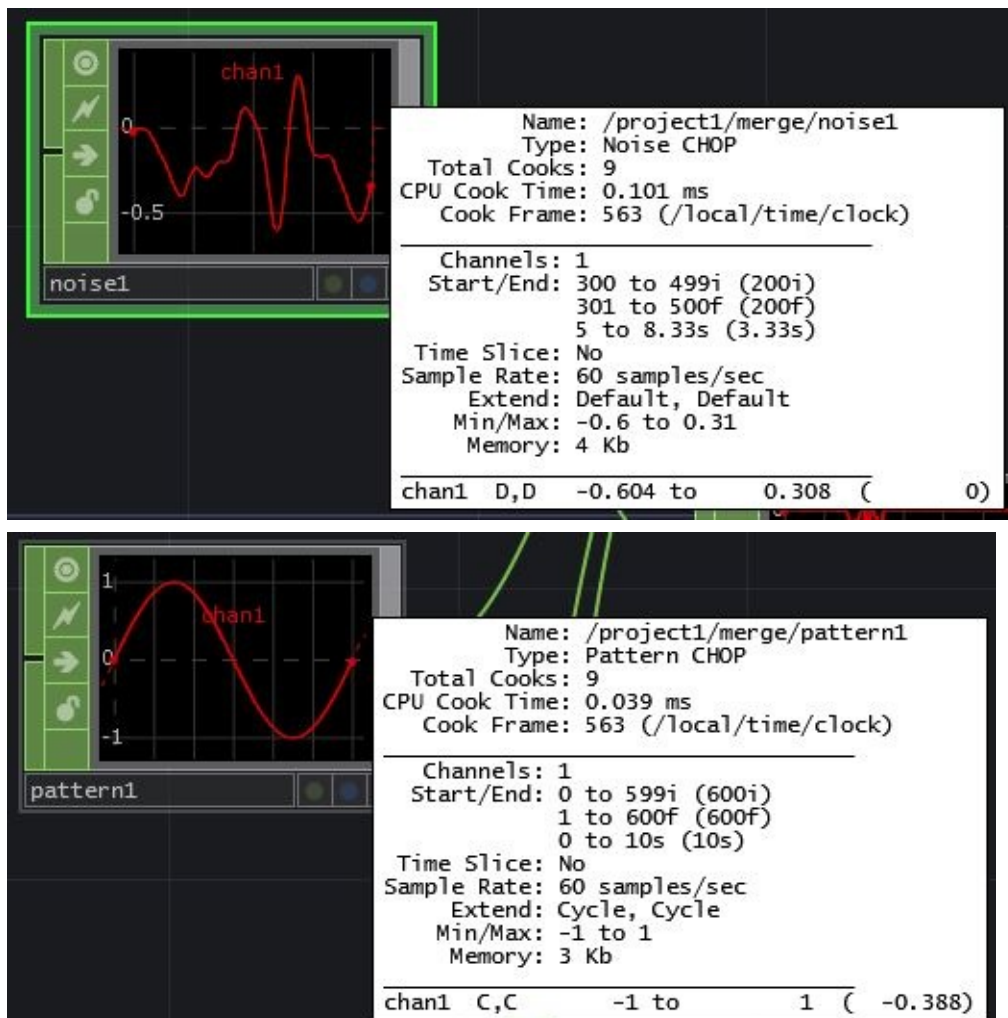 chan1
0
-0.5
noise1
Name: /project1/merge/noise1
Type: Noise CHOP
Total Cooks: 9
CPU Cook Time: 0.101 ms
Cook Frame: 563 (/local/time/clock)
Channels: 1
Start/End: 300 to 499i (200i)
301 to 500f (200f)
5 to 8.33s (3.33s)
Time Slice: No
Sample Rate: 60 samples/sec
Extend: Default, Default
Min/Max: -0.6 to 0.31
Memory: 4 Kb
chan1 D,D -0.604 to 0.308 ( 0)
1
chan1
0
-1
pattern1
Name: /project1/merge/pattern1
Type: Pattern CHOP
Total Cooks: 9
CPU Cook Time: 0.039 ms
Cook Frame: 563 (/local/time/clock)
Channels: 1
Start/End: 0 to 599i (600i)
1 to 600f (600f)
0 to 10s (10s)
Time Slice: No
Sample Rate: 60 samples/sec
Extend: Cycle, Cycle
Min/Max: -1 to 1
Memory: 3 Kb
chan1 C,C -1 to 1 ( -0.388)